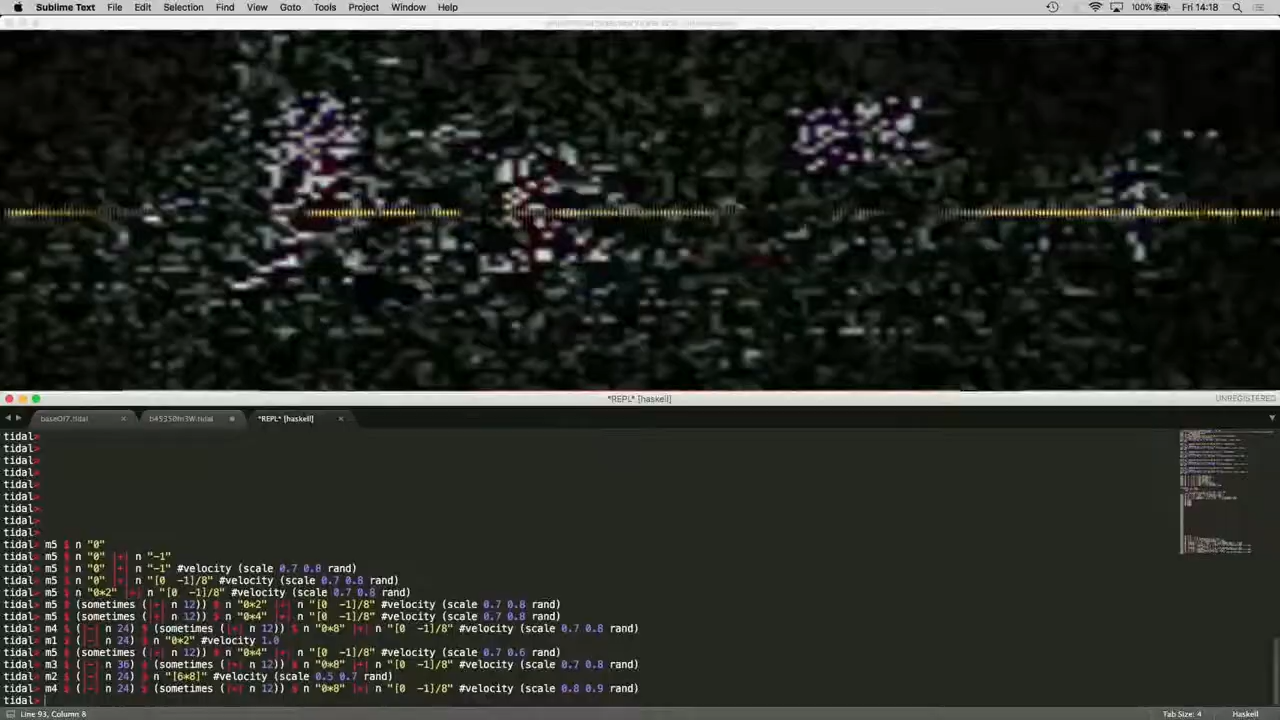 Sublime Text File Edit Selection Find View Goto Tools Project Window Help 100% Fri 14:18
*REPL* [haskell] UNREGISTERED
*REPL* [haskell]
tidal>
tidal>
tidal>
tidal>
tidal>
tidal>
tidal>
tidal>
tidal>
tidal> m5 $ n "0"
tidal> m5 $ n "0" |+| n "-1"
tidal> m5 $ n "0" |+| n "-1" #velocity (scale 0.7 0.8 rand)
tidal> m5 $ n "0" |+| n "[0 -1]/8" #velocity (scale 0.7 0.8 rand)
tidal> m5 $ n "0*2" |+| n "[0 -1]/8" #velocity (scale 0.7 0.8 rand)
tidal> m5 $ (sometimes (|+| n 12)) $ n "0*2" |+| n "[0 -1]/8" #velocity (scale 0.7 0.8 rand)
tidal> m5 $ (sometimes (|+| n 12)) $ n "0*4" |+| n "[0 -1]/8" #velocity (scale 0.7 0.8 rand)
tidal> m4 $ (|-| n 24) $ (sometimes (|+| n 12)) $ n "0*8" |+| n "[0 -1]/8" #velocity (scale 0.7 0.8 rand)
tidal> m1 $ (|-| n 24) $ n "0*2" #velocity 1.0
tidal> m5 $ (sometimes (|+| n 12)) $ n "0*4" |+| n "[0 -1]/8" #velocity (scale 0.7 0.6 rand)
tidal> m3 $ (|-| n 36) $ (sometimes (|+| n 12)) $ n "0*8" |+| n "[0 -1]/8" #velocity (scale 0.7 0.8 rand)
tidal> m2 $ (|-| n 24) $ n "[6*8]" #velocity (scale 0.5 0.7 rand)
tidal> m4 $ (|-| n 24) $ (sometimes (|+| n 12)) $ n "0*8" |+| n "[0 -1]/8" #velocity (scale 0.8 0.9 rand)
tidal>
Line 93, Column 8 Tab Size: 4 Haskell